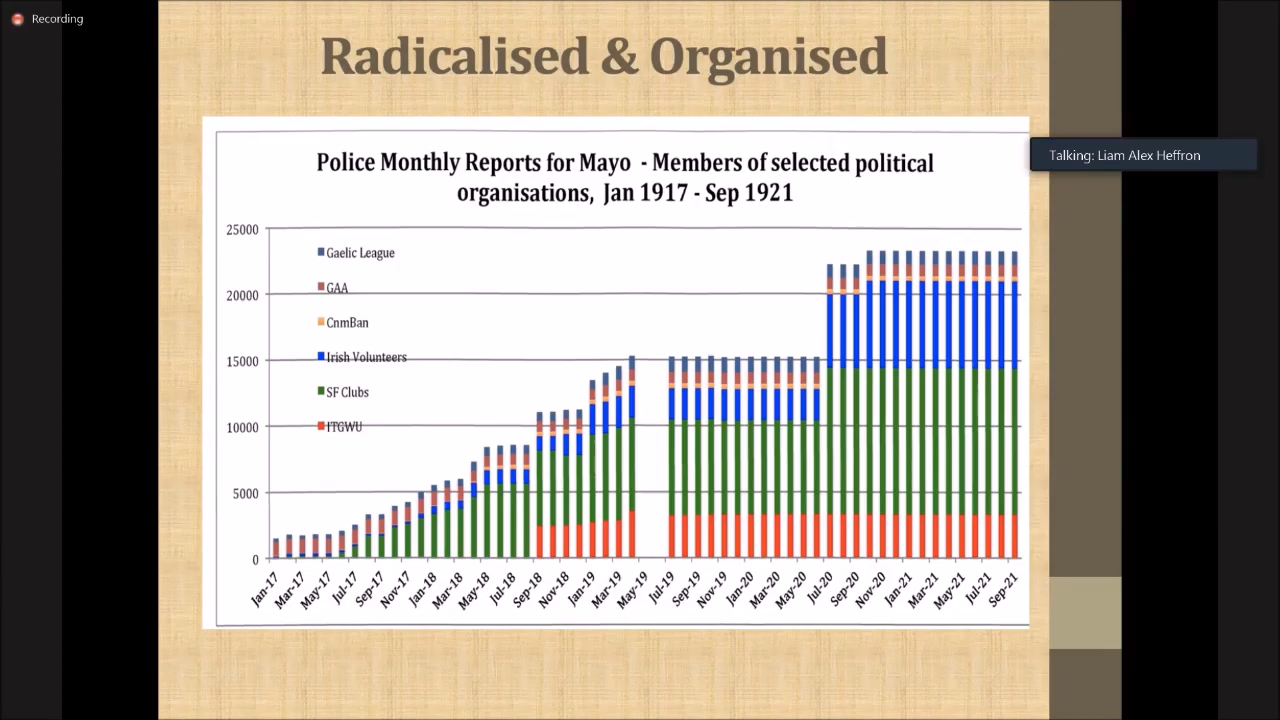 Recording
Radicalised & Organised
Talking: Liam Alex Heffron
Police Monthly Reports for Mayo - Members of selected political
organisations, Jan 1917 - Sep 1921
25000
20000
15000
10000
5000
0
Gaelic League
GAA
CnmBan
Irish Volunteers
SF Clubs
ITGWU
Jan-17
Mar-17
May-17
Jul-17
Sep-17
Nov-17
Jan-18
Mar-18
May-18
Jul-18
Sep-18
Nov-18
Jan-19
Mar-19
May-19
Jul-19
Sep-19
Nov-19
Jan-20
Mar-20
May-20
Jul-20
Sep-20
Nov-20
Jan-21
Mar-21
May-21
Jul-21
Sep-21